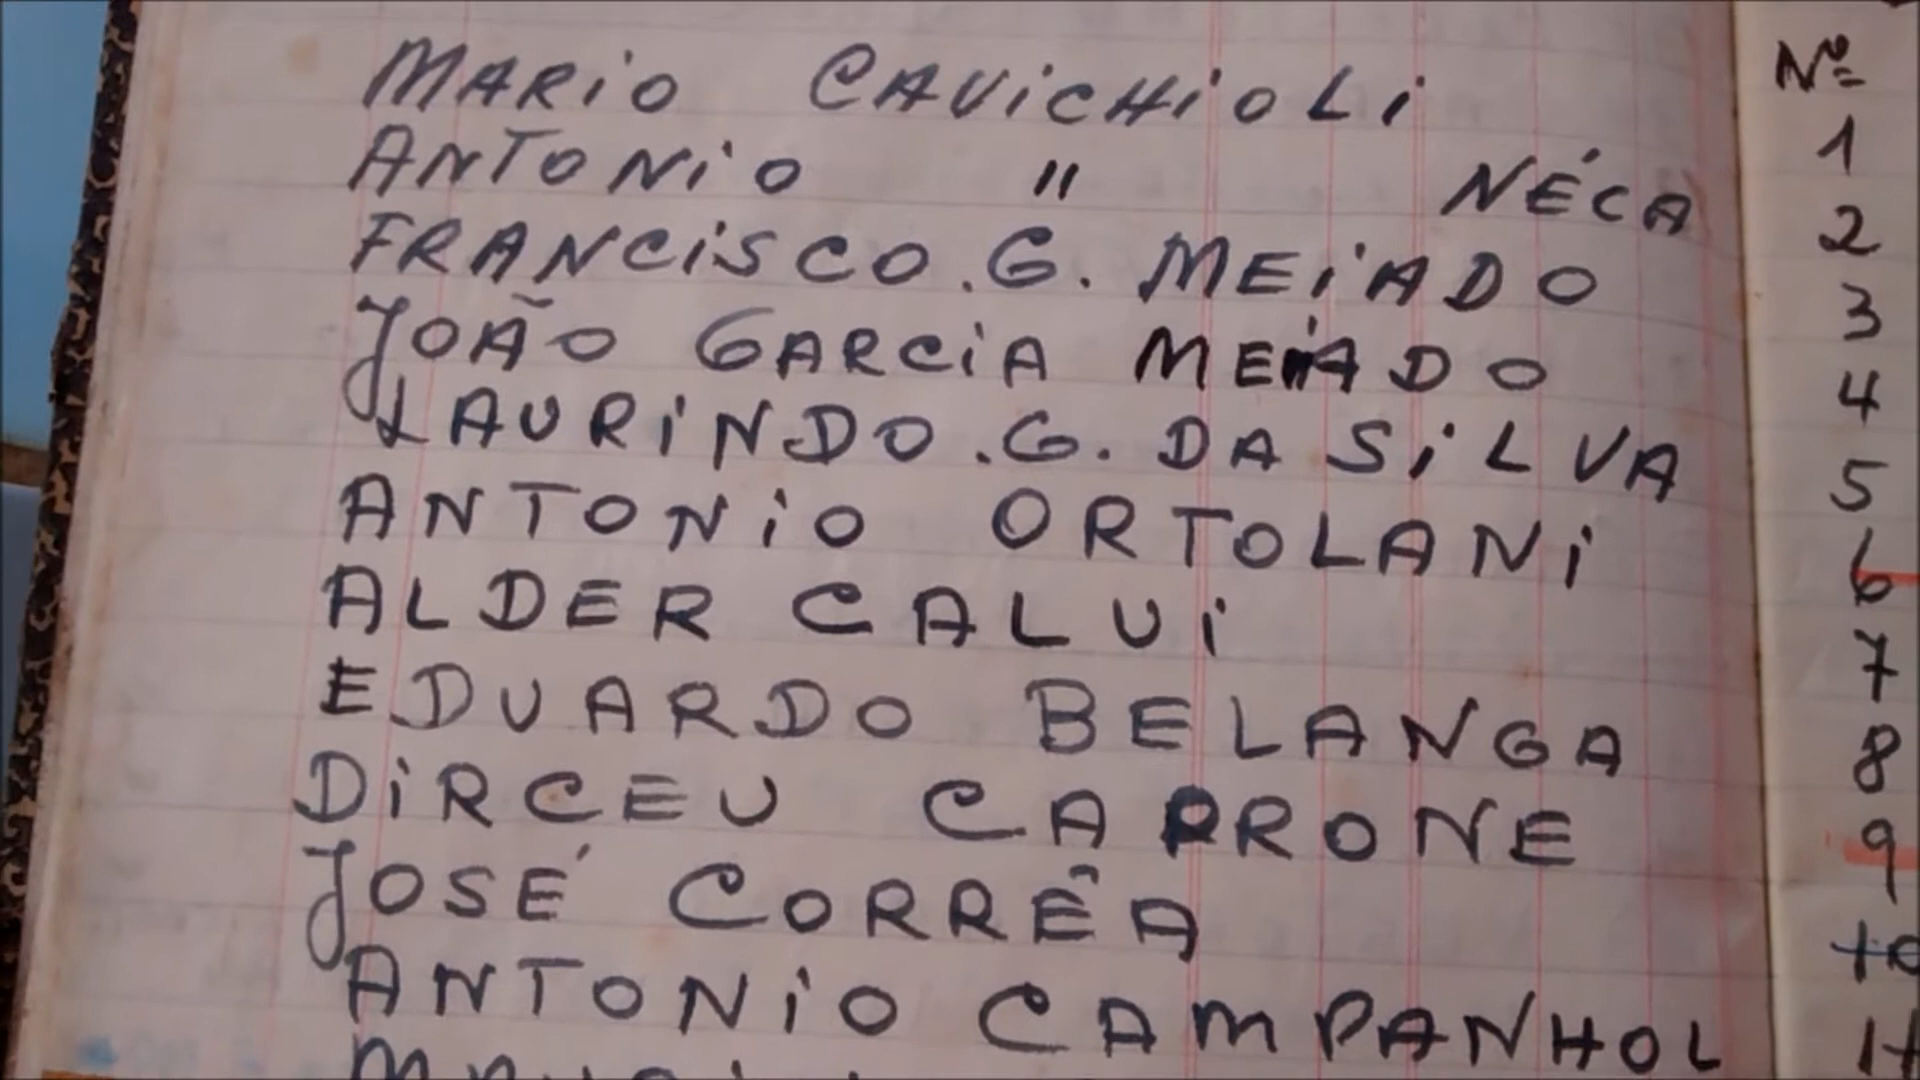 MARiO CAViCHiOLi
ANTONiO " NÉCA
FRANCiSCO . G. MEiADO
JOÃO GARCiA MEiADO
LAURiNDO . G. DA SiLVA
ANTONiO ORTOLANi
ALDER CALVi
EDUARDO BELANGA
DiRCEU CARRONE
JOSÉ CORRÊA
ANTONiO CAMPANHOL
Nº
1
2
3
4
5
6
7
8
9
10